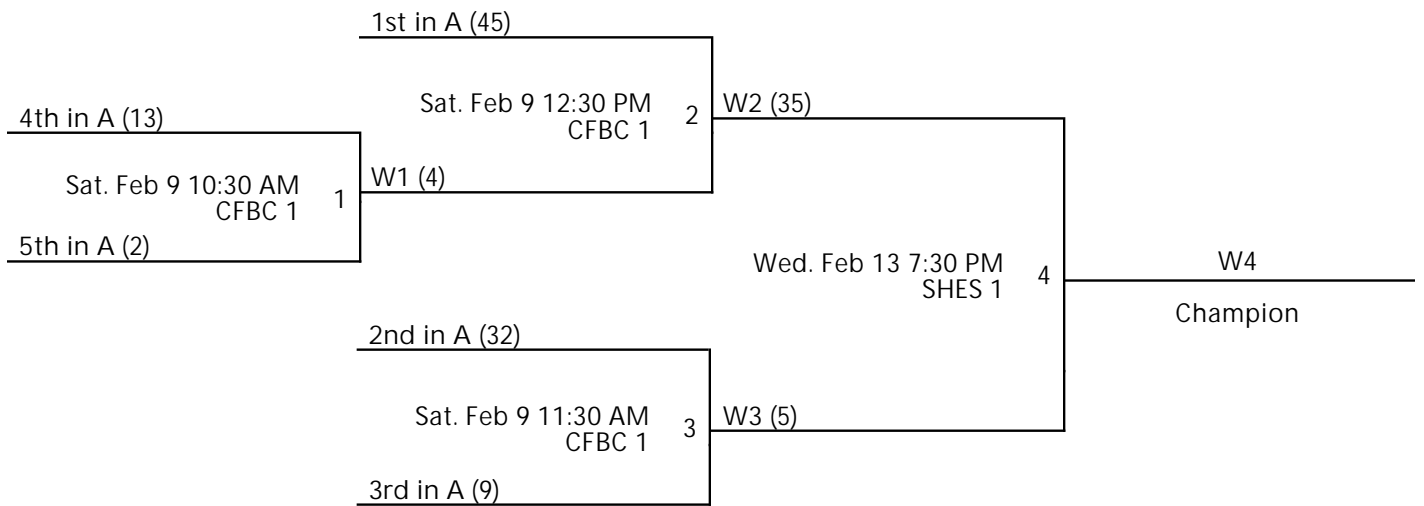 1st in A (45)
Sat. Feb 9 12:30 PM
CFBC 1
2
W2 (35)
4th in A (13)
Sat. Feb 9 10:30 AM
CFBC 1
1
W1 (4)
5th in A (2)
Wed. Feb 13 7:30 PM
SHES 1
4
W4
Champion
2nd in A (32)
Sat. Feb 9 11:30 AM
CFBC 1
3
W3 (5)
3rd in A (9)